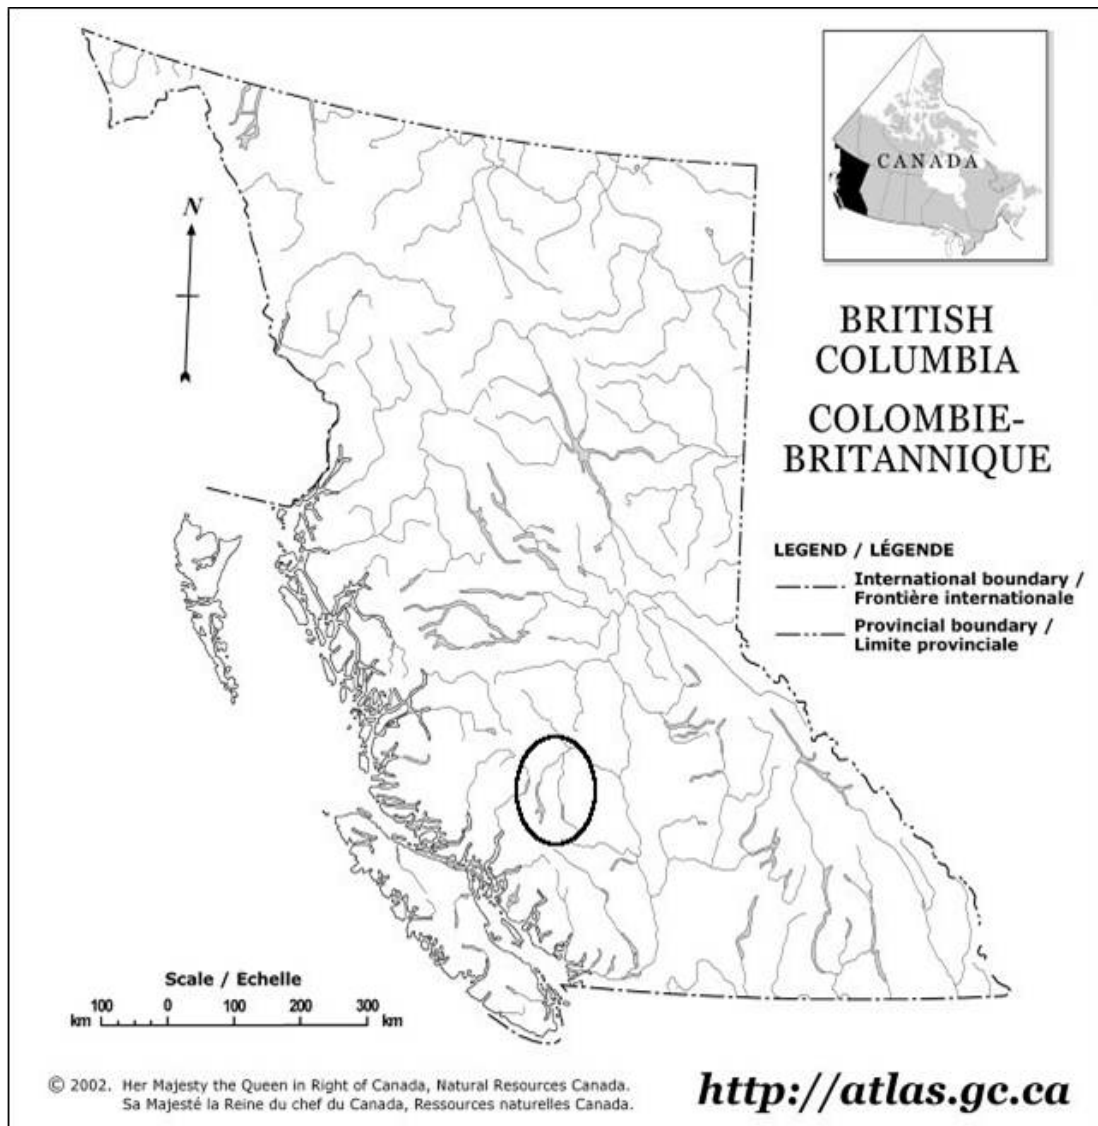 N
CANADA
BRITISH
COLUMBIA
COLOMBIE-
BRITANNIQUE
LEGEND / LÉGENDE
International boundary /
Frontière internationale
Provincial boundary /
Limite provinciale
Scale / Echelle
100 0 100 200 300
km km
© 2002. Her Majesty the Queen in Right of Canada, Natural Resources Canada.
Sa Majesté la Reine du chef du Canada, Ressources naturelles Canada.
http://atlas.gc.ca